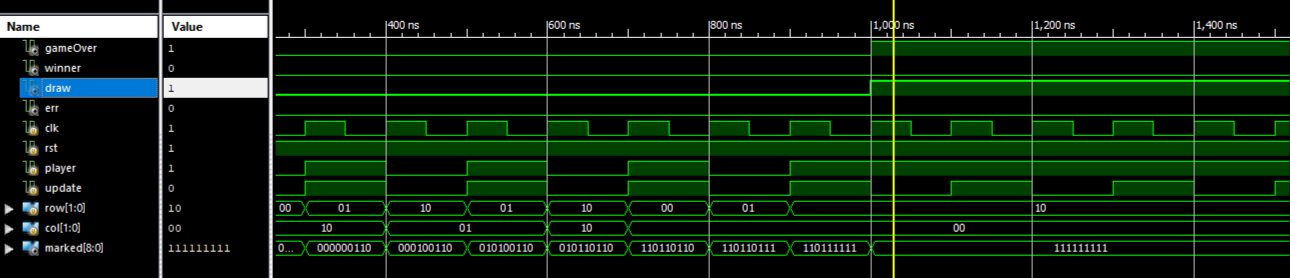 Name Value 400 ns 600 ns 800 ns 1,000 ns 1,200 ns 1,400 ns
gameOver 1
winner 0
draw 1
err 0
clk 1
rst 1
player 1
update 0
row[1:0] 10 00 01 10 01 10 00 01 10
col[1:0] 00 10 01 10 00
marked[8:0] 111111111 0... 000000110 000100110 010100110 010110110 110110110 110110111 110111111 111111111